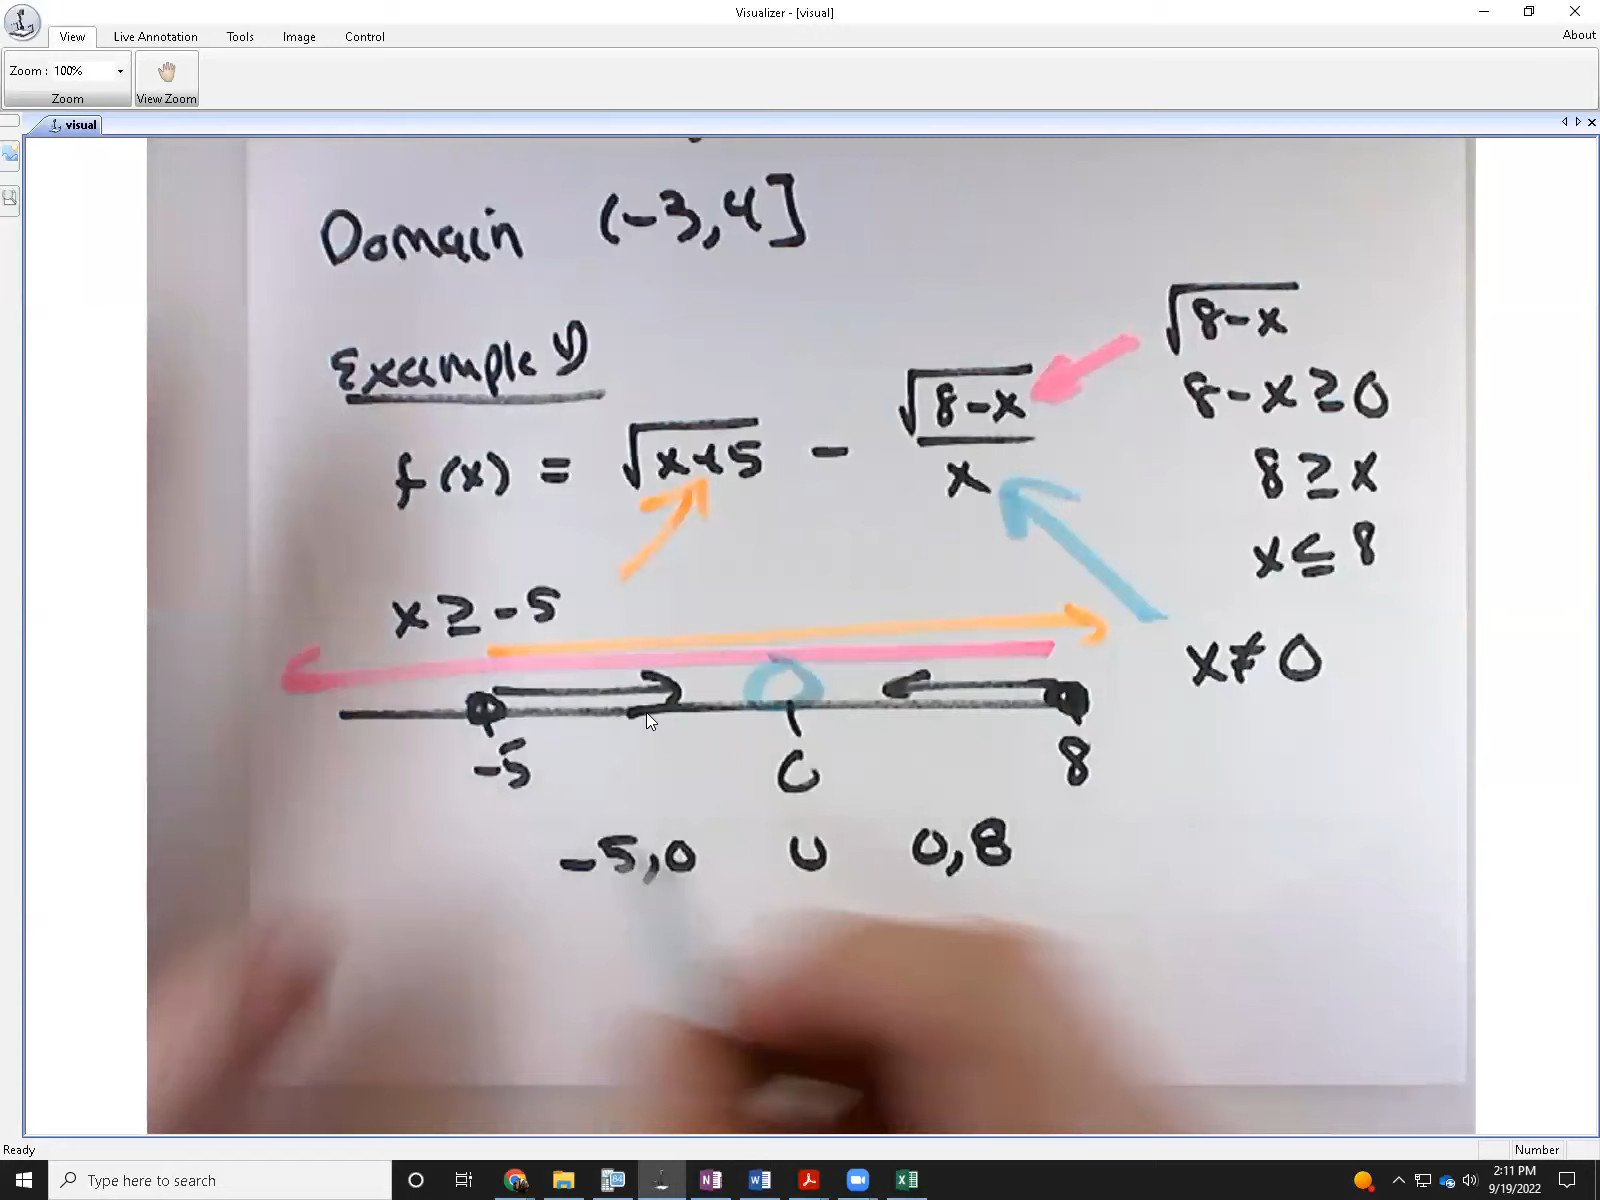 Visualizer - [visual]
View Live Annotation Tools Image Control About
Zoom : 100%
Zoom View Zoom
visual
Domain (-3,4]
Example
f(x) = √x+5 - √8-x / x
√8-x
8-x≥0
8≥x
x≤8
x≥-5
x≠0
-5 0 8
-5,0 ∪ 0,8
Ready Number
Type here to search
2:11 PM
9/19/2022